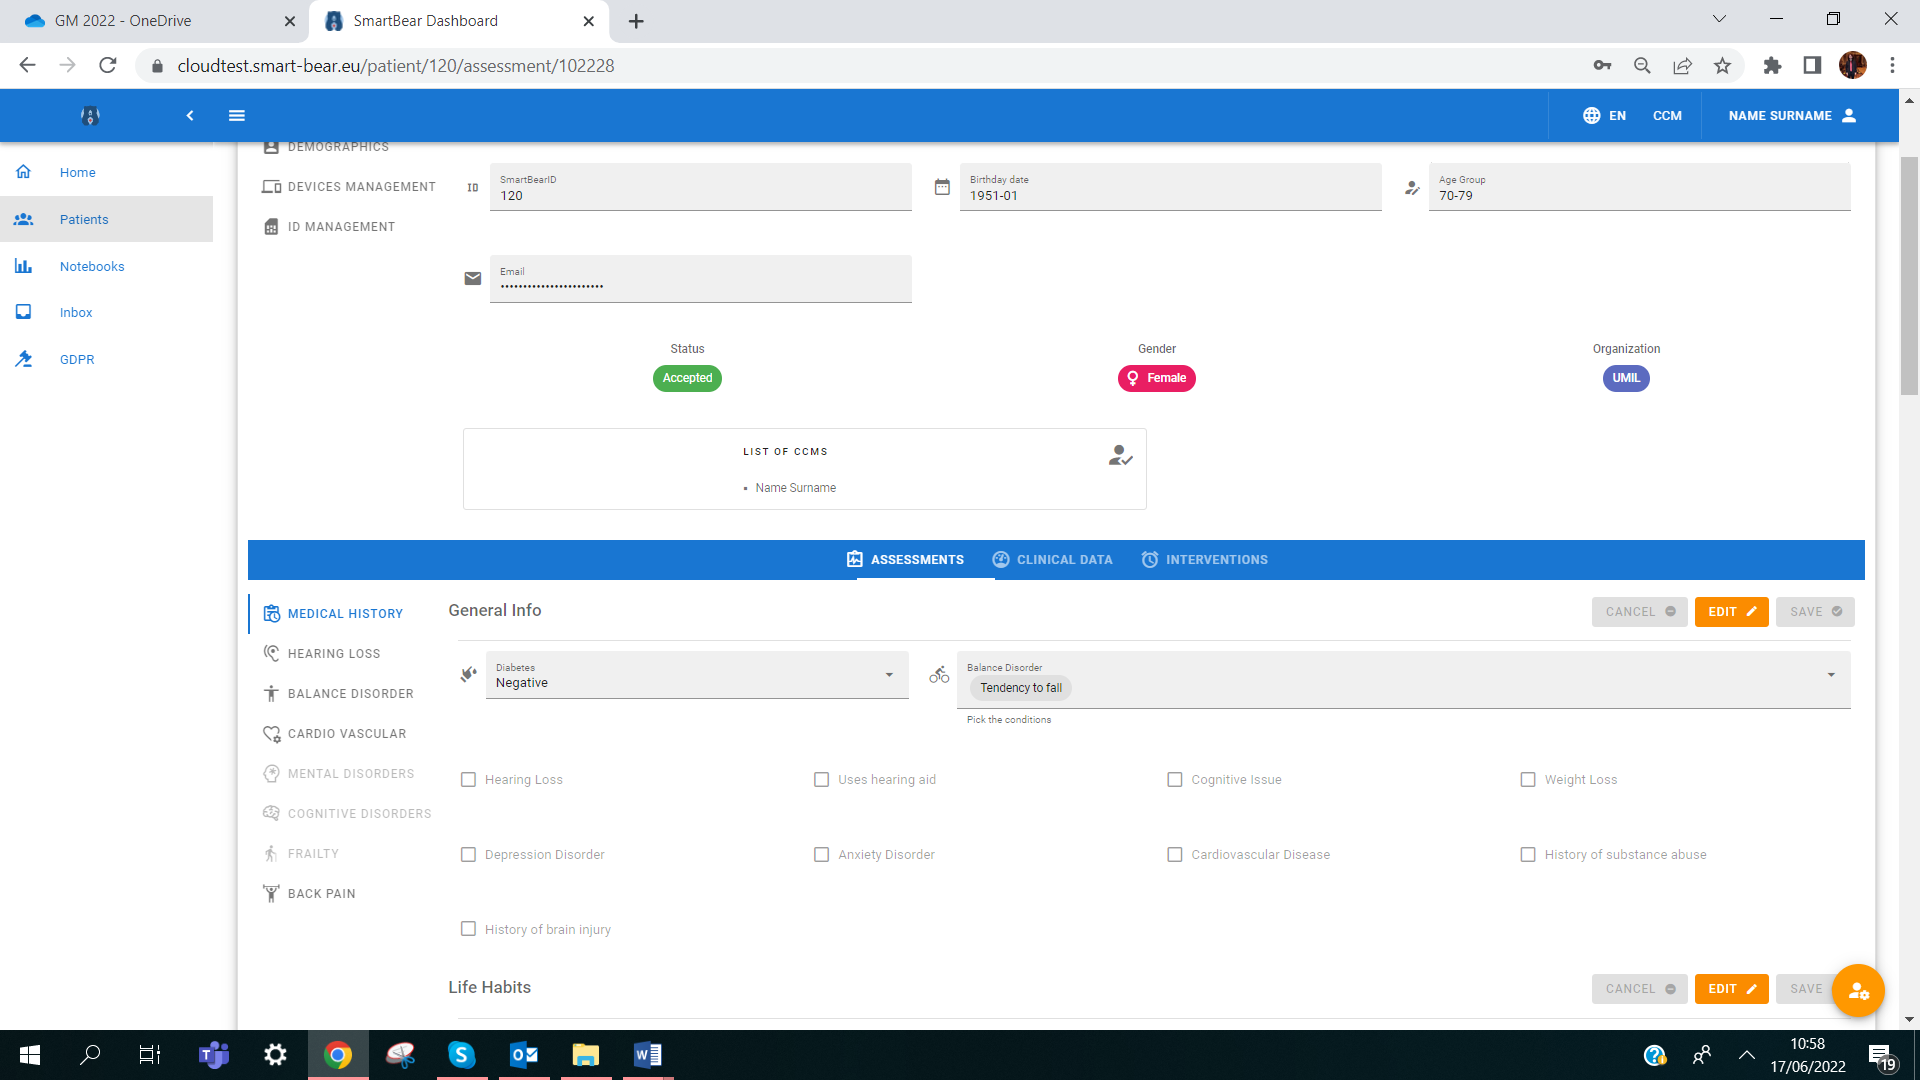 GM 2022 - OneDrive
SmartBear Dashboard
cloudtest.smart-bear.eu/patient/120/assessment/102228
EN
CCM
NAME SURNAME
Home
Patients
Notebooks
Inbox
GDPR
DEMOGRAPHICS
DEVICES MANAGEMENT
ID MANAGEMENT
ID
SmartBearID
120
Birthday date
1951-01
Age Group
70-79
Email
•••••••••••••••••••••••
Status
Accepted
Gender
Female
Organization
UMIL
LIST OF CCMS
• Name Surname
ASSESSMENTS
CLINICAL DATA
INTERVENTIONS
MEDICAL HISTORY
HEARING LOSS
BALANCE DISORDER
CARDIO VASCULAR
MENTAL DISORDERS
COGNITIVE DISORDERS
FRAILTY
BACK PAIN
General Info
CANCEL
EDIT
SAVE
Diabetes
Negative
Balance Disorder
Tendency to fall
Pick the conditions
Hearing Loss
Uses hearing aid
Cognitive Issue
Weight Loss
Depression Disorder
Anxiety Disorder
Cardiovascular Disease
History of substance abuse
History of brain injury
Life Habits
CANCEL
EDIT
SAVE
10:58
17/06/2022
19